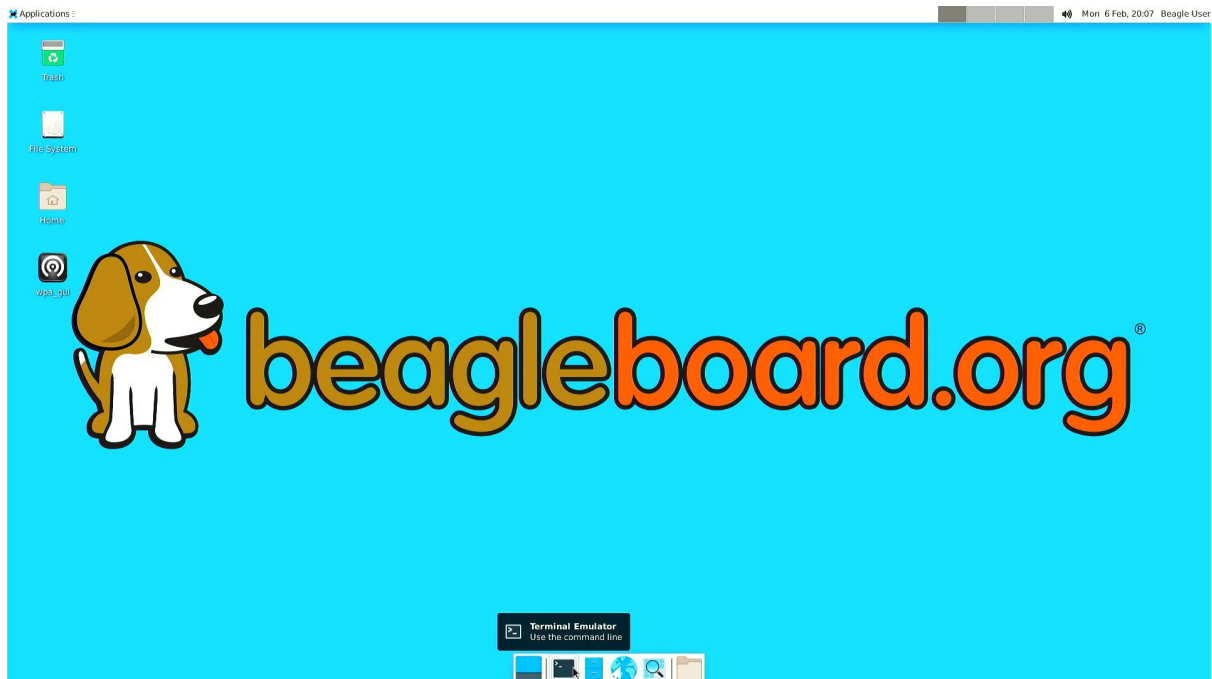 Applications
Mon 6 Feb, 20:07 Beagle User
Trash
File System
Home
wpa_gui
beagleboard.org®
Terminal Emulator
Use the command line